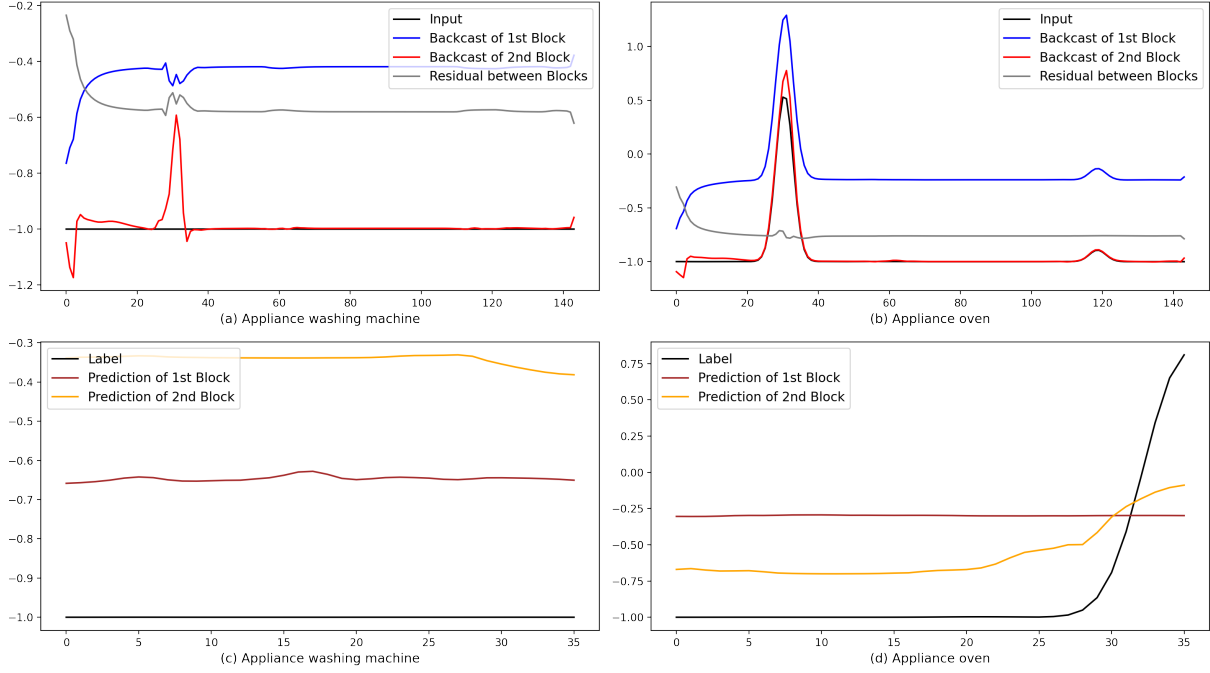 −0.2
−0.4
−0.6
−0.8
−1.0
−1.2
Input
Backcast of 1st Block
Backcast of 2nd Block
Residual between Blocks
0 20 40 60 80 100 120 140
(a) Appliance washing machine
1.0
0.5
0.0
−0.5
−1.0
Input
Backcast of 1st Block
Backcast of 2nd Block
Residual between Blocks
0 20 40 60 80 100 120 140
(b) Appliance oven
−0.3
−0.4
−0.5
−0.6
−0.7
−0.8
−0.9
−1.0
Label
Prediction of 1st Block
Prediction of 2nd Block
0 5 10 15 20 25 30 35
(c) Appliance washing machine
0.75
0.50
0.25
0.00
−0.25
−0.50
−0.75
−1.00
Label
Prediction of 1st Block
Prediction of 2nd Block
0 5 10 15 20 25 30 35
(d) Appliance oven